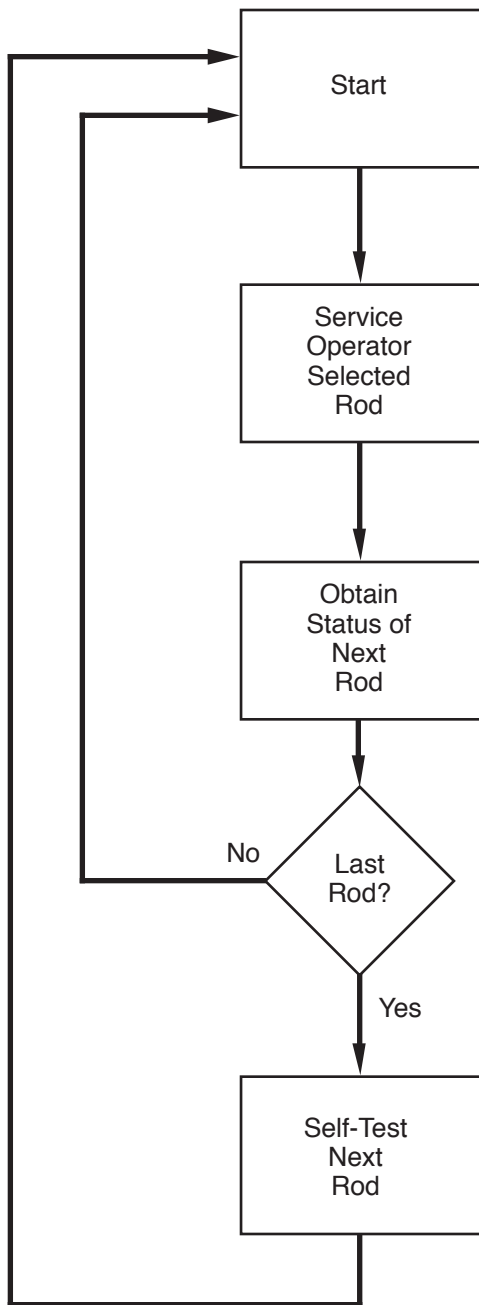 Start
Service
Operator
Selected
Rod
Obtain
Status of
Next
Rod
No
Last
Rod?
Yes
Self-Test
Next
Rod